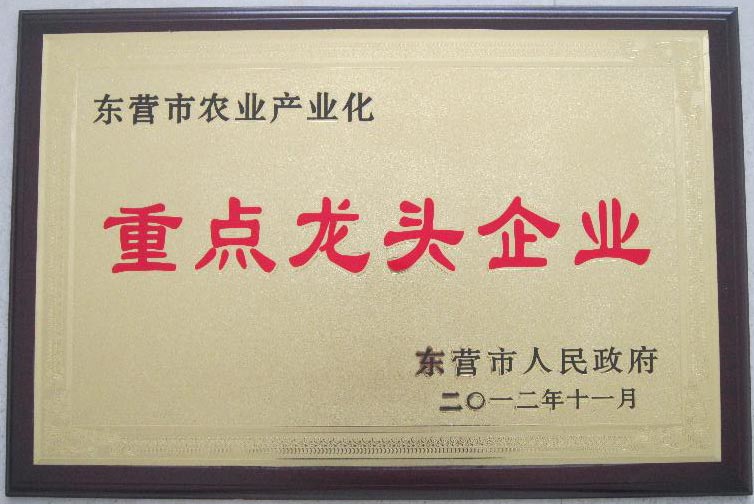 东营市农业产业化
重点龙头企业
东营市人民政府
二〇一二年十一月